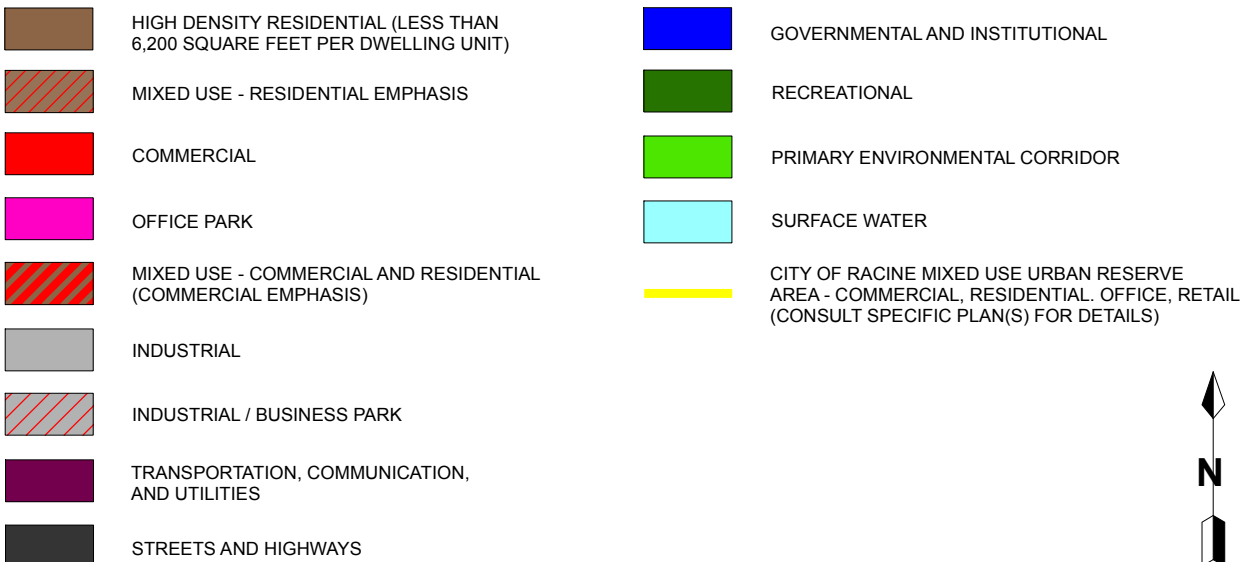 HIGH DENSITY RESIDENTIAL (LESS THAN
6,200 SQUARE FEET PER DWELLING UNIT)
MIXED USE - RESIDENTIAL EMPHASIS
COMMERCIAL
OFFICE PARK
MIXED USE - COMMERCIAL AND RESIDENTIAL
(COMMERCIAL EMPHASIS)
INDUSTRIAL
INDUSTRIAL / BUSINESS PARK
TRANSPORTATION, COMMUNICATION,
AND UTILITIES
STREETS AND HIGHWAYS
GOVERNMENTAL AND INSTITUTIONAL
RECREATIONAL
PRIMARY ENVIRONMENTAL CORRIDOR
SURFACE WATER
CITY OF RACINE MIXED USE URBAN RESERVE
AREA - COMMERCIAL, RESIDENTIAL. OFFICE, RETAIL
(CONSULT SPECIFIC PLAN(S) FOR DETAILS)
N